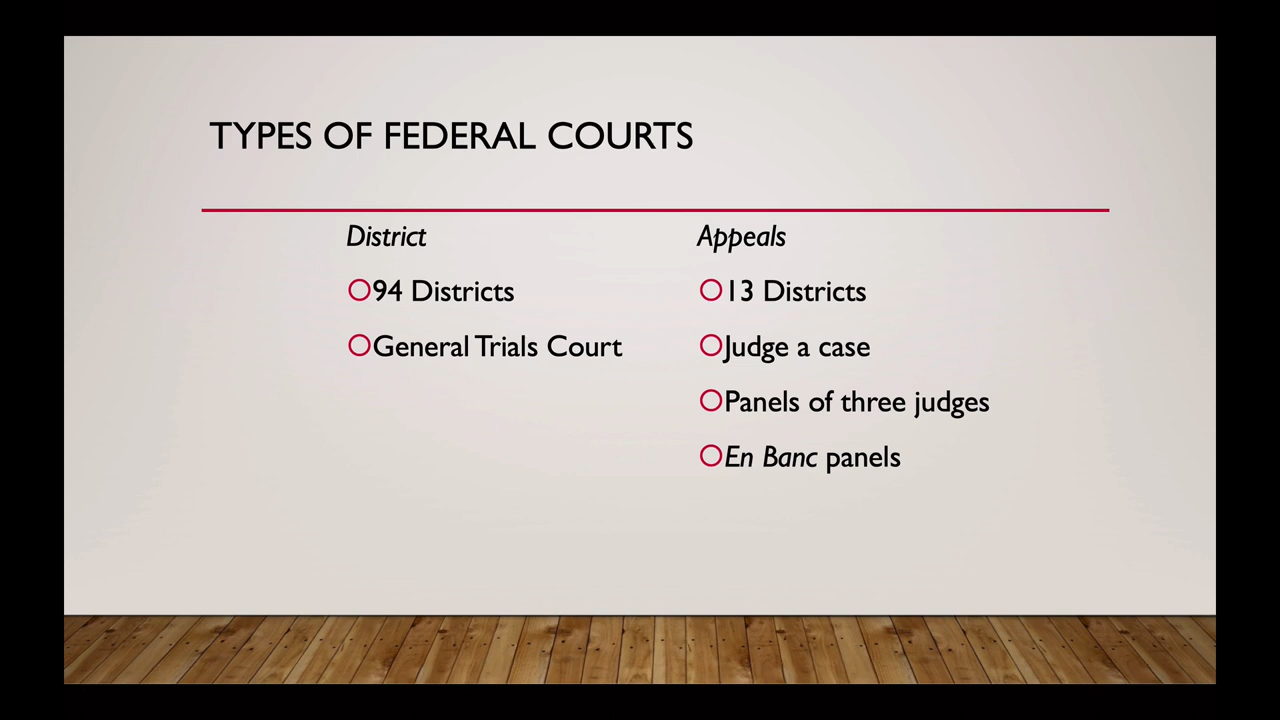 TYPES OF FEDERAL COURTS
District
94 Districts
General Trials Court
Appeals
13 Districts
Judge a case
Panels of three judges
En Banc panels